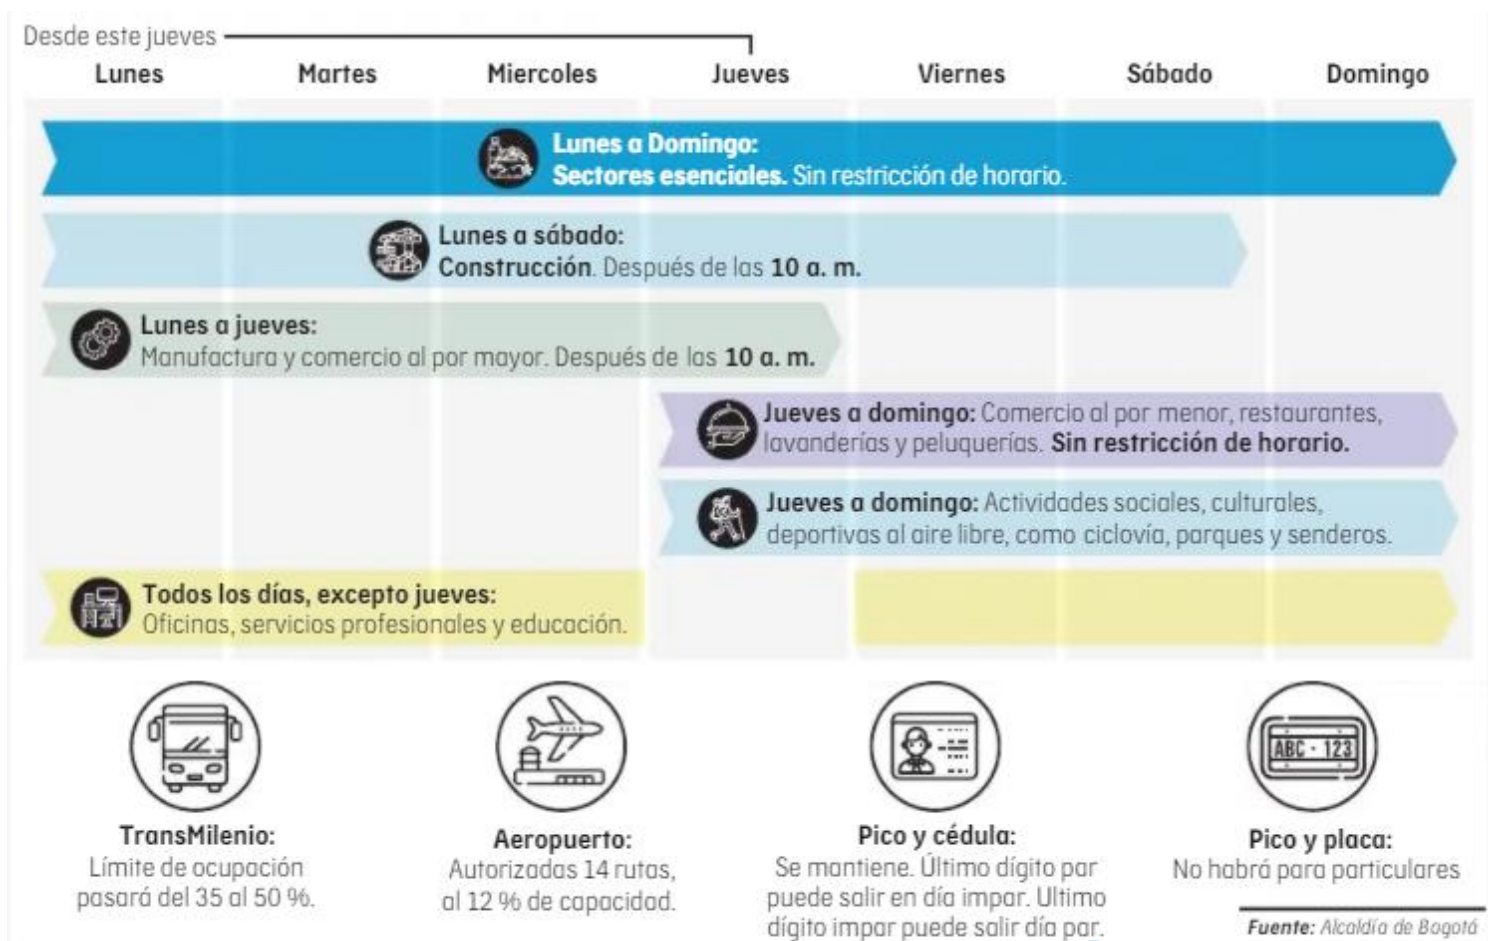 Desde este jueves
Lunes Martes Miercoles Jueves Viernes Sábado Domingo
Lunes a Domingo:
Sectores esenciales. Sin restricción de horario.
Lunes a sábado:
Construcción. Después de las 10 a. m.
Lunes a jueves:
Manufactura y comercio al por mayor. Después de las 10 a. m.
Jueves a domingo: Comercio al por menor, restaurantes,
lavanderías y peluquerías. Sin restricción de horario.
Jueves a domingo: Actividades sociales, culturales,
deportivas al aire libre, como ciclovía, parques y senderos.
Todos los días, excepto jueves:
Oficinas, servicios profesionales y educación.
TransMilenio:
Límite de ocupación
pasará del 35 al 50 %.
Aeropuerto:
Autorizadas 14 rutas,
al 12 % de capacidad.
Pico y cédula:
Se mantiene. Último dígito par
puede salir en día impar. Ultimo
dígito impar puede salir día par.
ABC - 123
Pico y placa:
No habrá para particulares
Fuente: Alcaldía de Bogotá